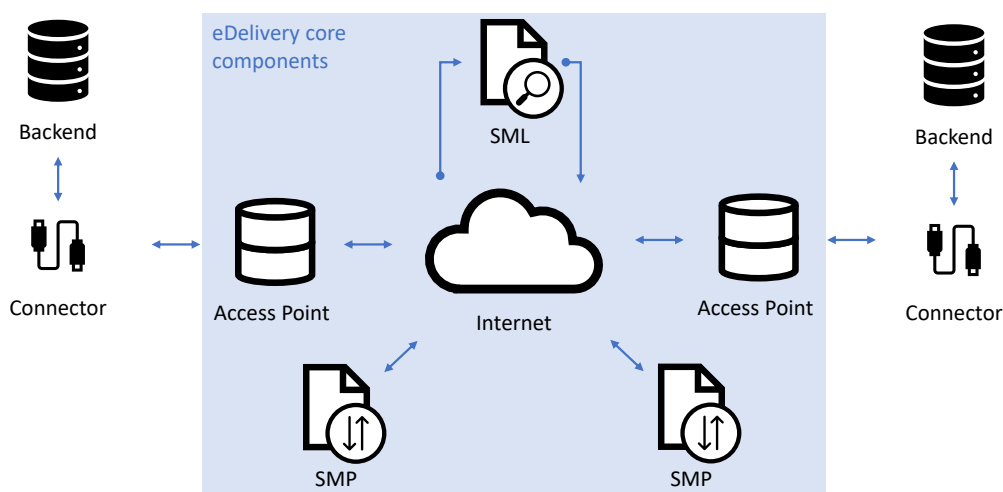 eDelivery core
components
SML
Backend
Backend
Connector
Access Point
Internet
Access Point
Connector
SMP
SMP